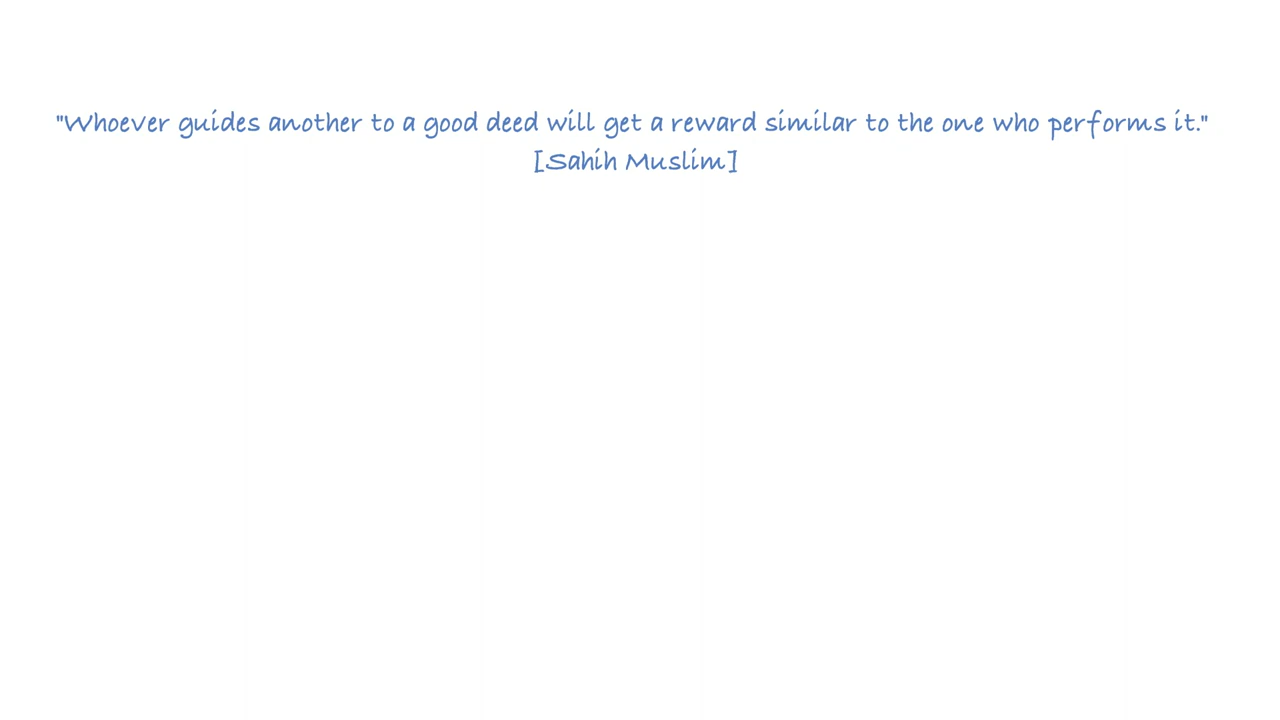 "Whoever guides another to a good deed will get a reward similar to the one who performs it."
[Sahih Muslim]